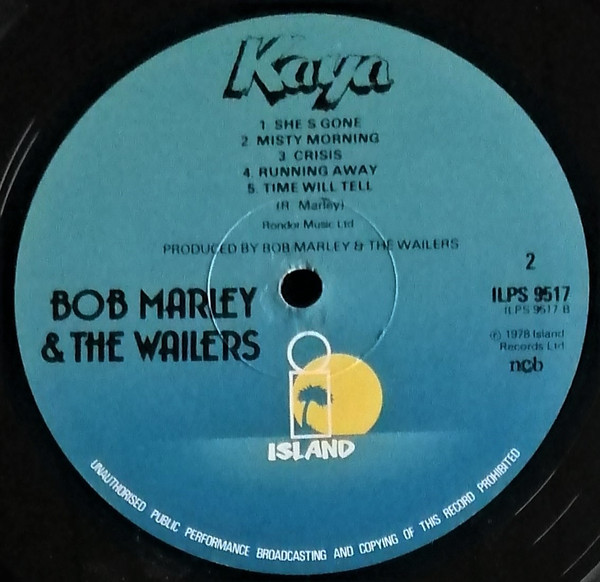 Kaya
1. SHE S GONE
2 MISTY MORNING
3 CRISIS
4. RUNNING AWAY
5. TIME WILL TELL
(R. Marley)
Rondor Music Ltd
PRODUCED BY BOB MARLEY & THE WAILERS
2
BOB MARLEY
& THE WAILERS
ILPS 9517
ILPS 9517 B
℗ 1978 Island
Records Ltd
ncb
ISLAND
UNAUTHORISED PUBLIC PERFORMANCE BROADCASTING AND COPYING OF THIS RECORD PROHIBITED